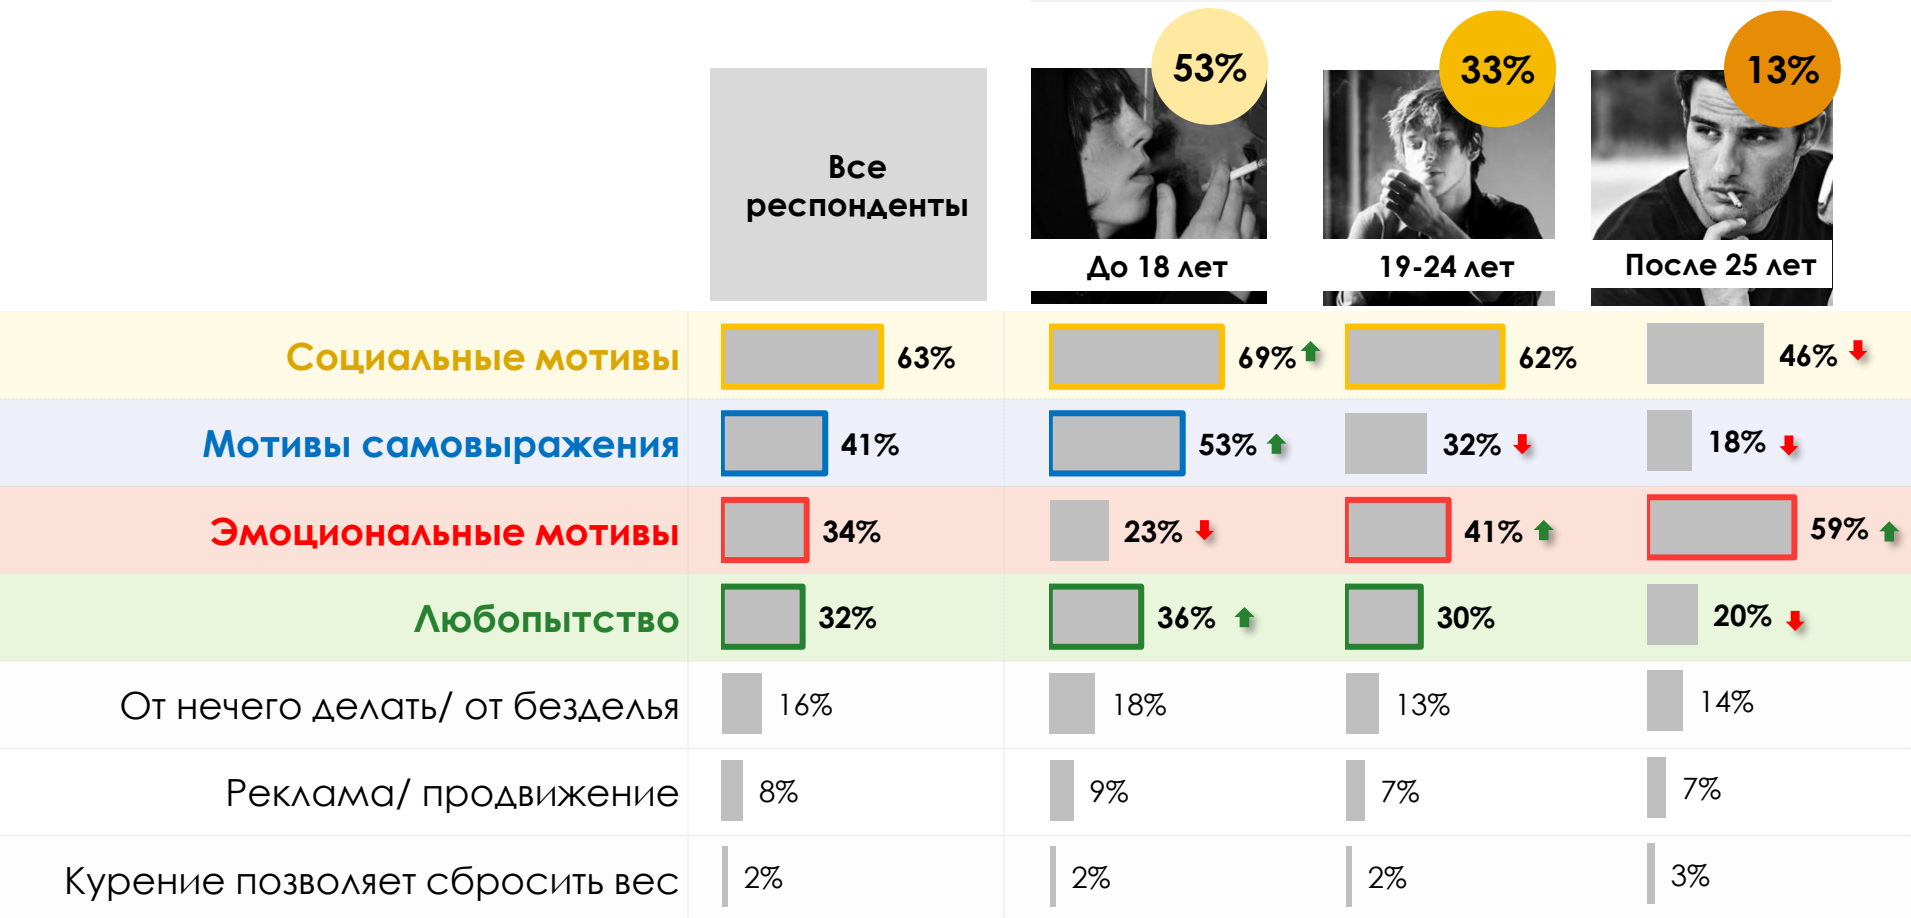 53%
33%
13%
Все
респонденты
До 18 лет
19-24 лет
После 25 лет
Социальные мотивы 63% 69% 62% 46%
Мотивы самовыражения 41% 53% 32% 18%
Эмоциональные мотивы 34% 23% 41% 59%
Любопытство 32% 36% 30% 20%
От нечего делать/ от безделья 16% 18% 13% 14%
Реклама/ продвижение 8% 9% 7% 7%
Курение позволяет сбросить вес 2% 2% 2% 3%